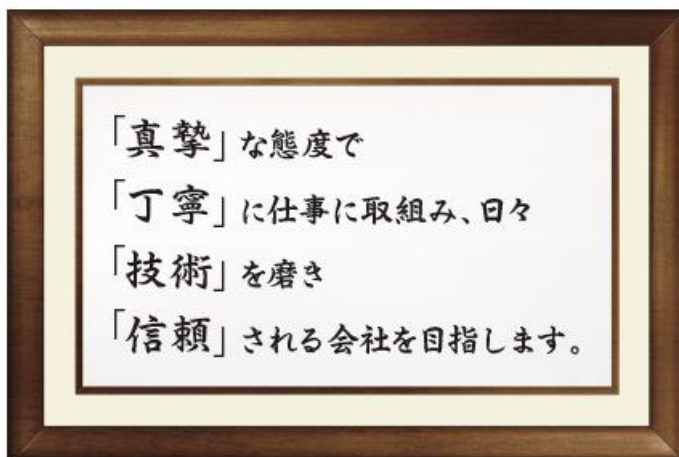 「真摯」な態度で
「丁寧」に仕事に取組み、日々
「技術」を磨き
「信頼」される会社を目指します。